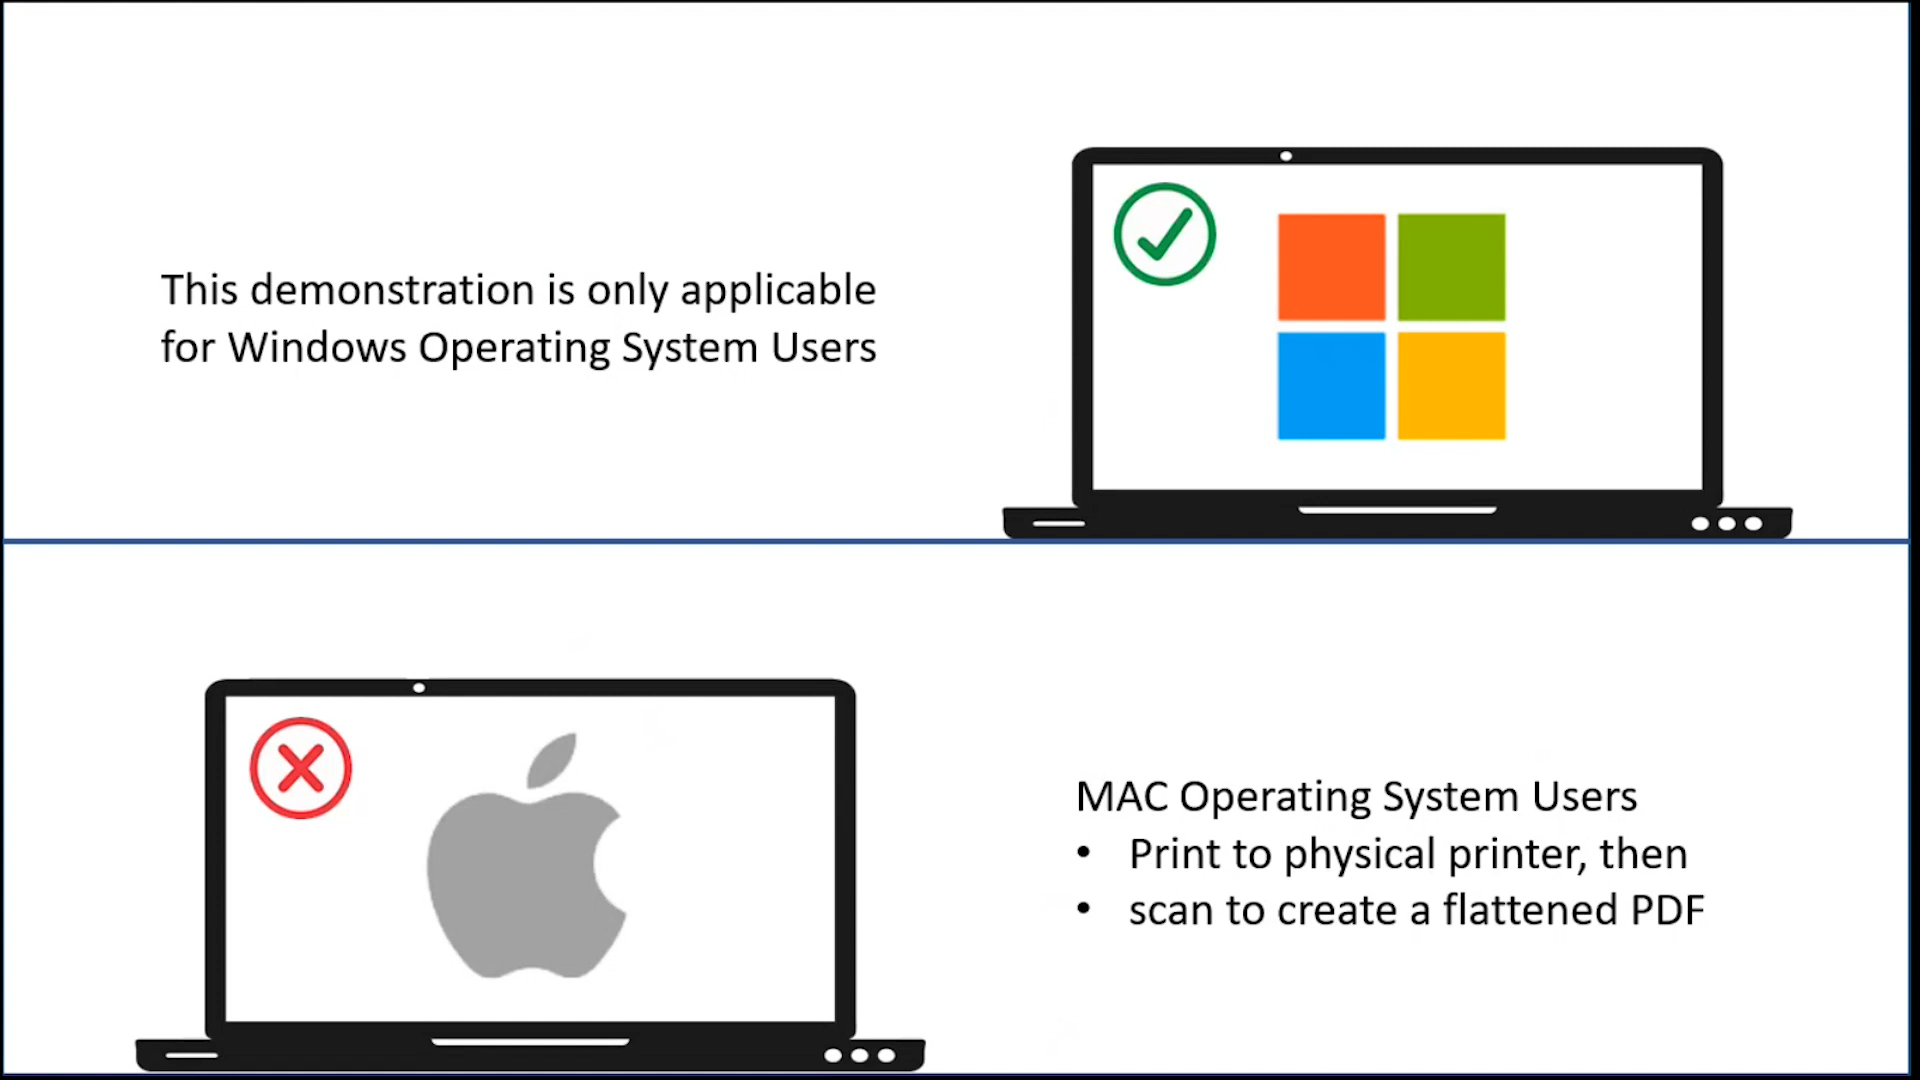 This demonstration is only applicable
for Windows Operating System Users
MAC Operating System Users
• Print to physical printer, then
• scan to create a flattened PDF